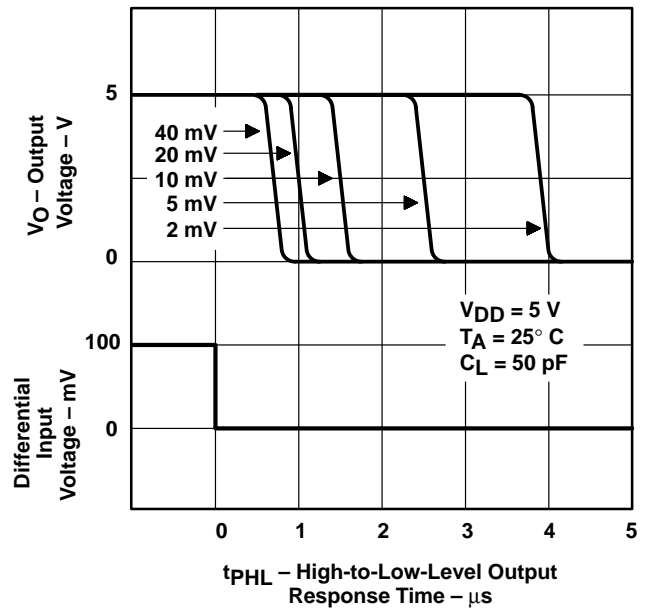 5
40 mV
20 mV
10 mV
5 mV
2 mV
0
VO – Output
Voltage – V
VDD = 5 V
TA = 25° C
CL = 50 pF
100
0
Differential
Input
Voltage – mV
0 1 2 3 4 5
tPHL – High-to-Low-Level Output
Response Time – μs